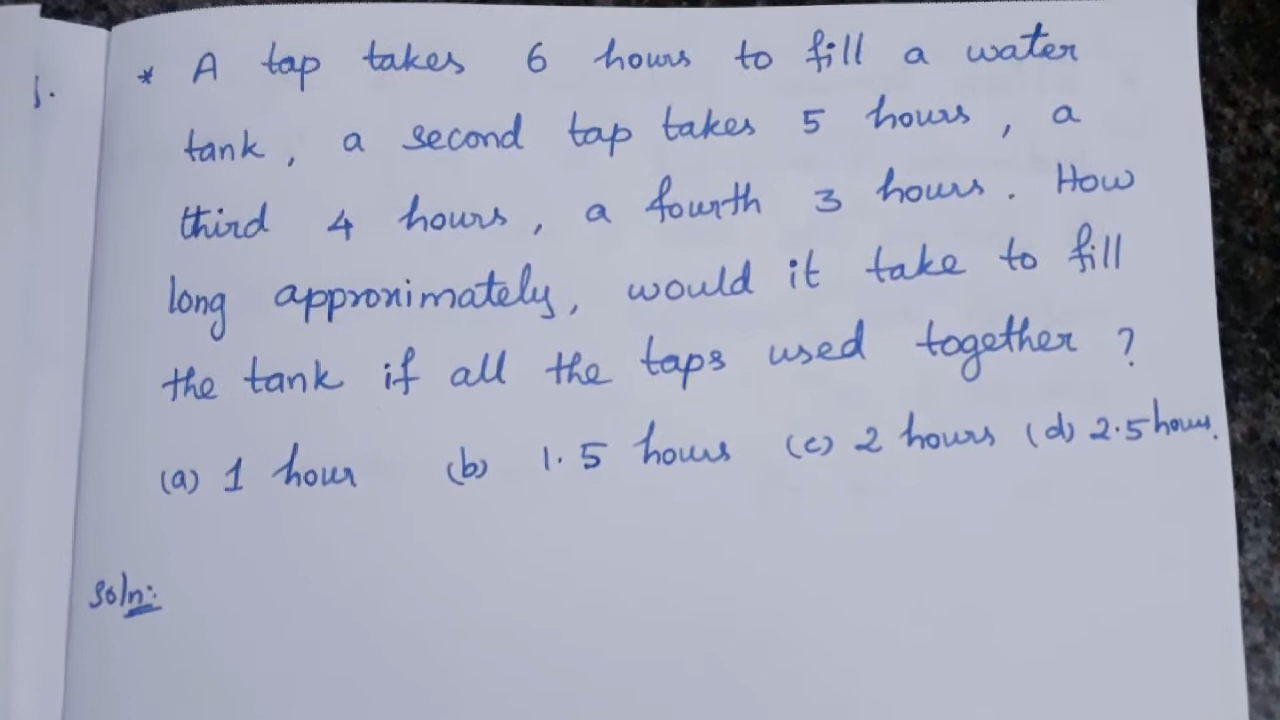 1.
* A tap takes 6 hours to fill a water
tank, a second tap takes 5 hours, a
third 4 hours, a fourth 3 hours. How
long approximately, would it take to fill
the tank if all the taps used together?
(a) 1 hour (b) 1.5 hours (c) 2 hours (d) 2.5 hours.
Soln: